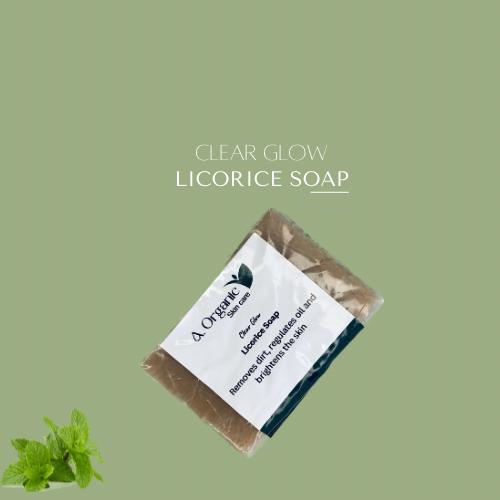 CLEAR GLOW
LICORICE SOAP
A. Organic
Skin care
Clear Glow
Licorice Soap
Removes dirt, regulates oil and
brightens the skin